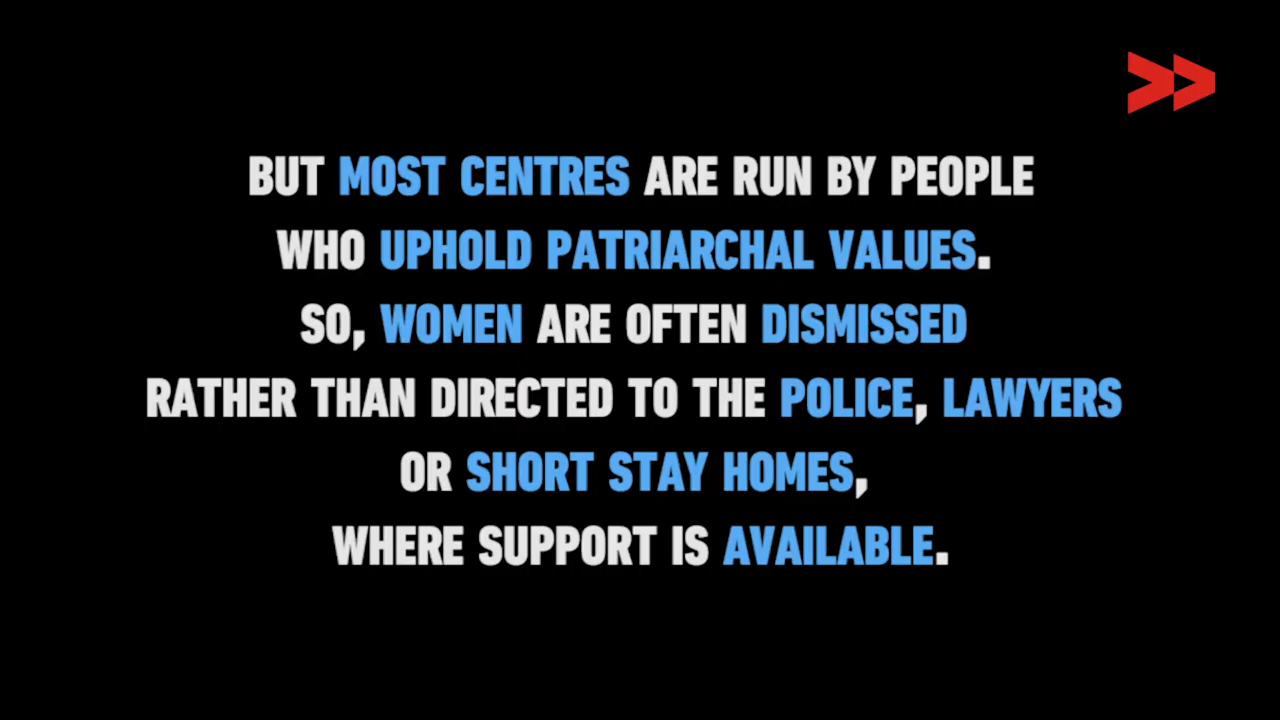 BUT MOST CENTRES ARE RUN BY PEOPLE
WHO UPHOLD PATRIARCHAL VALUES.
SO, WOMEN ARE OFTEN DISMISSED
RATHER THAN DIRECTED TO THE POLICE, LAWYERS
OR SHORT STAY HOMES,
WHERE SUPPORT IS AVAILABLE.